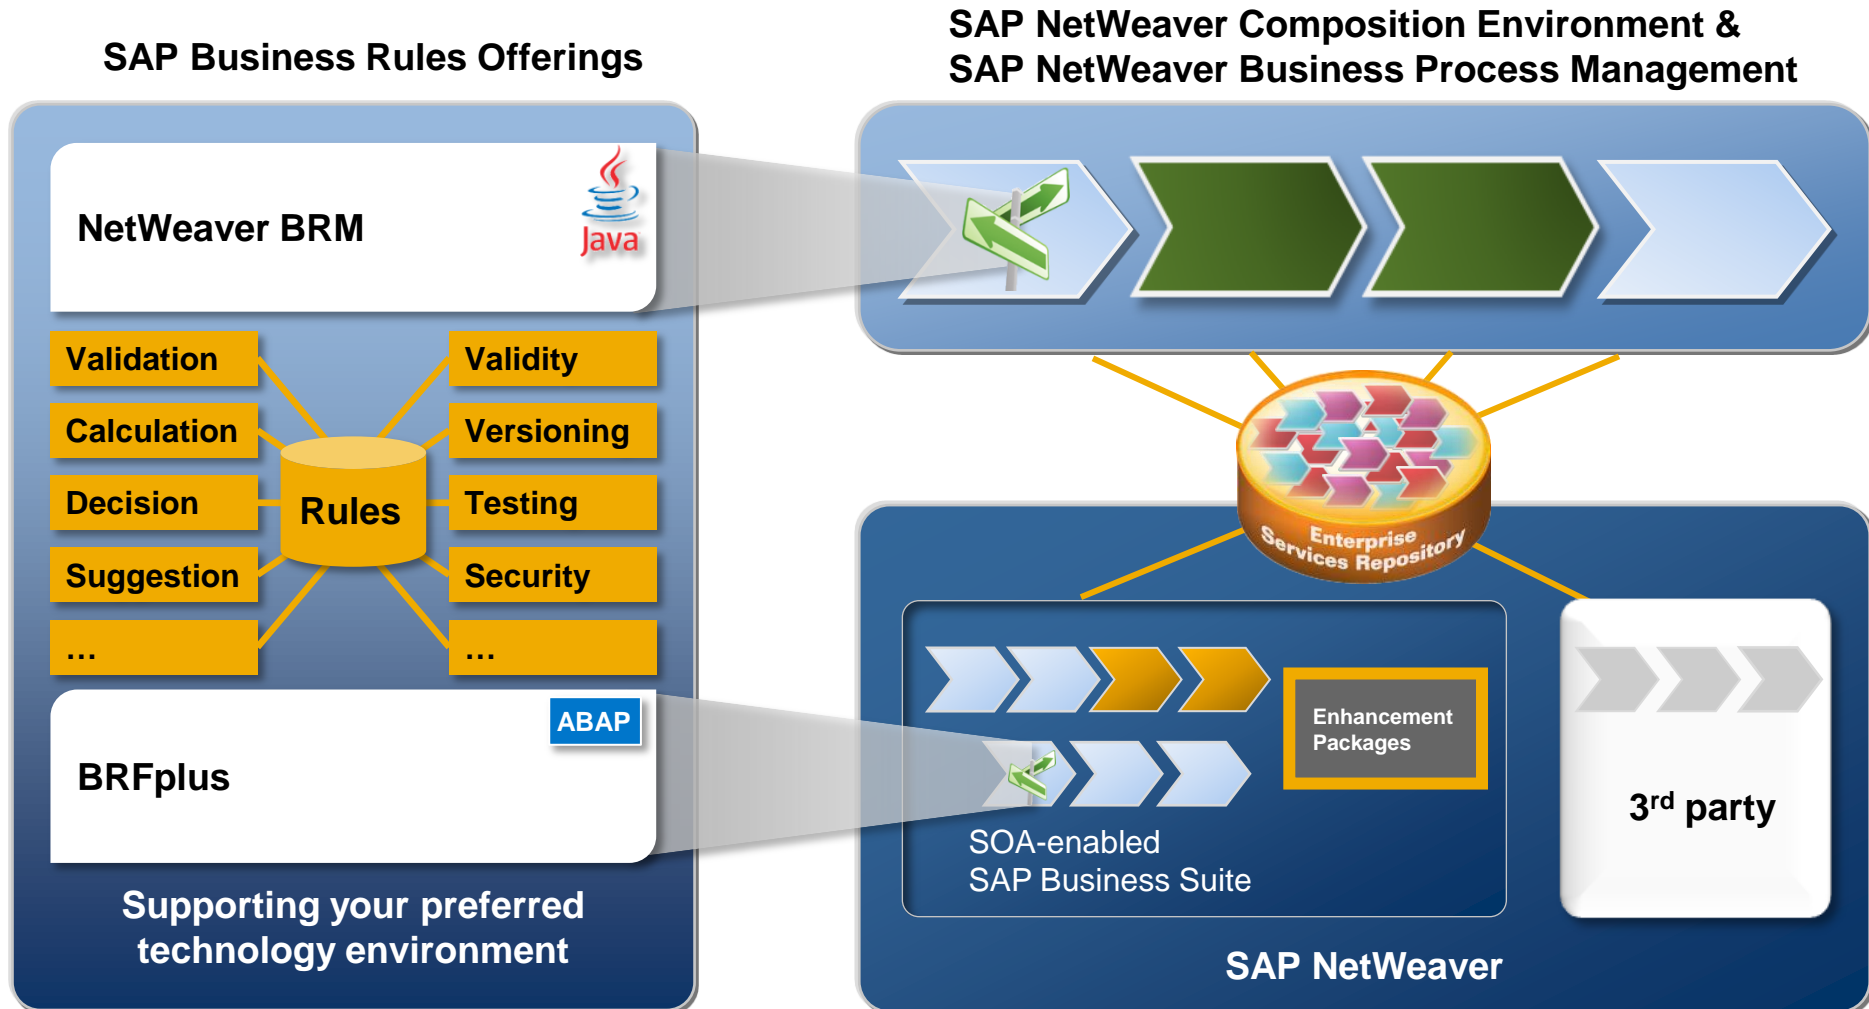 SAP Business Rules Offerings
SAP NetWeaver Composition Environment &
SAP NetWeaver Business Process Management
NetWeaver BRM
Java
Validation
Calculation
Decision
Suggestion
…
Rules
Validity
Versioning
Testing
Security
…
ABAP
BRFplus
Supporting your preferred
technology environment
Enterprise
Services Repository
Enhancement
Packages
SOA-enabled
SAP Business Suite
3rd party
SAP NetWeaver